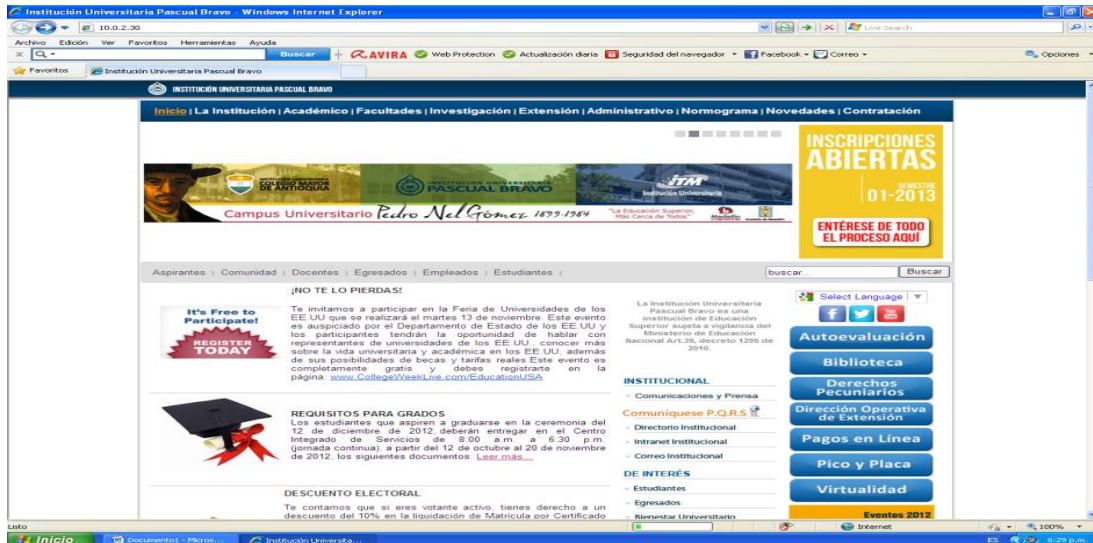 Institución Universitaria Pascual Bravo - Windows Internet Explorer
10.0.2.30
Live Search
Archivo Edición Ver Favoritos Herramientas Ayuda
Buscar
AVIRA Web Protection Actualización diaria Seguridad del navegador Facebook Correo Opciones
Favoritos Institución Universitaria Pascual Bravo
INSTITUCIÓN UNIVERSITARIA PASCUAL BRAVO
Inicio | La Institución | Académico | Facultades | Investigación | Extensión | Administrativo | Normograma | Novedades | Contratación
COLEGIO MAYOR
DE ANTIOQUIA
INSTITUCIÓN UNIVERSITARIA
PASCUAL BRAVO
ITM
Institución Universitaria
Campus Universitario Pedro Nel Gómez 1899-1984
"La Educación Superior,
Más Cerca de Todos"
Medellín
INSCRIPCIONES
ABIERTAS
SEMESTRE
01-2013
ENTÉRESE DE TODO
EL PROCESO AQUÍ
Aspirantes | Comunidad | Docentes | Egresados | Empleados | Estudiantes |
buscar... Buscar
It's Free to
Participate!
REGISTER
TODAY
¡NO TE LO PIERDAS!
Te invitamos a participar en la Feria de Universidades de los
EE.UU que se realizará el martes 13 de noviembre. Este evento
es auspiciado por el Departamento de Estado de los EE.UU y
los participantes tendrán la oportunidad de hablar con
representantes de universidades de los EE.UU., conocer más
sobre la vida universitaria y académica en los EE.UU, además
de sus posibilidades de becas y tarifas reales.Este evento es
completamente gratis y debes registrarte en la
página: www.CollegeWeekLive.com/EducationUSA
REQUISITOS PARA GRADOS
Los estudiantes que aspiren a graduarse en la ceremonia del
12 de diciembre de 2012, deberán entregar en el Centro
Integrado de Servicios de 8:00 a.m. a 6:30 p.m.
(jornada continua), a partir del 12 de octubre al 20 de noviembre
de 2012, los siguientes documentos: Leer más...
DESCUENTO ELECTORAL
Te contamos que si eres votante activo, tienes derecho a un
descuento del 10% en la liquidación de Matrícula por Certificado
La Institución Universitaria
Pascual Bravo es una
institución de Educación
Superior sujeta a vigilancia del
Ministerio de Educación
Nacional Art.39, decreto 1295 de
2010.
INSTITUCIONAL
Comunicaciones y Prensa
Comuníquese P.Q.R.S
Directorio Institucional
Intranet Institucional
Correo Institucional
DE INTERÉS
Estudiantes
Egresados
Bienestar Universitario
Select Language
Autoevaluación
Biblioteca
Derechos
Pecuniarios
Dirección Operativa
de Extensión
Pagos en Línea
Pico y Placa
Virtualidad
Eventos 2012
Listo Internet 100%
Inicio Documento1 - Micros... Institución Universita... ES 6:29 p.m.